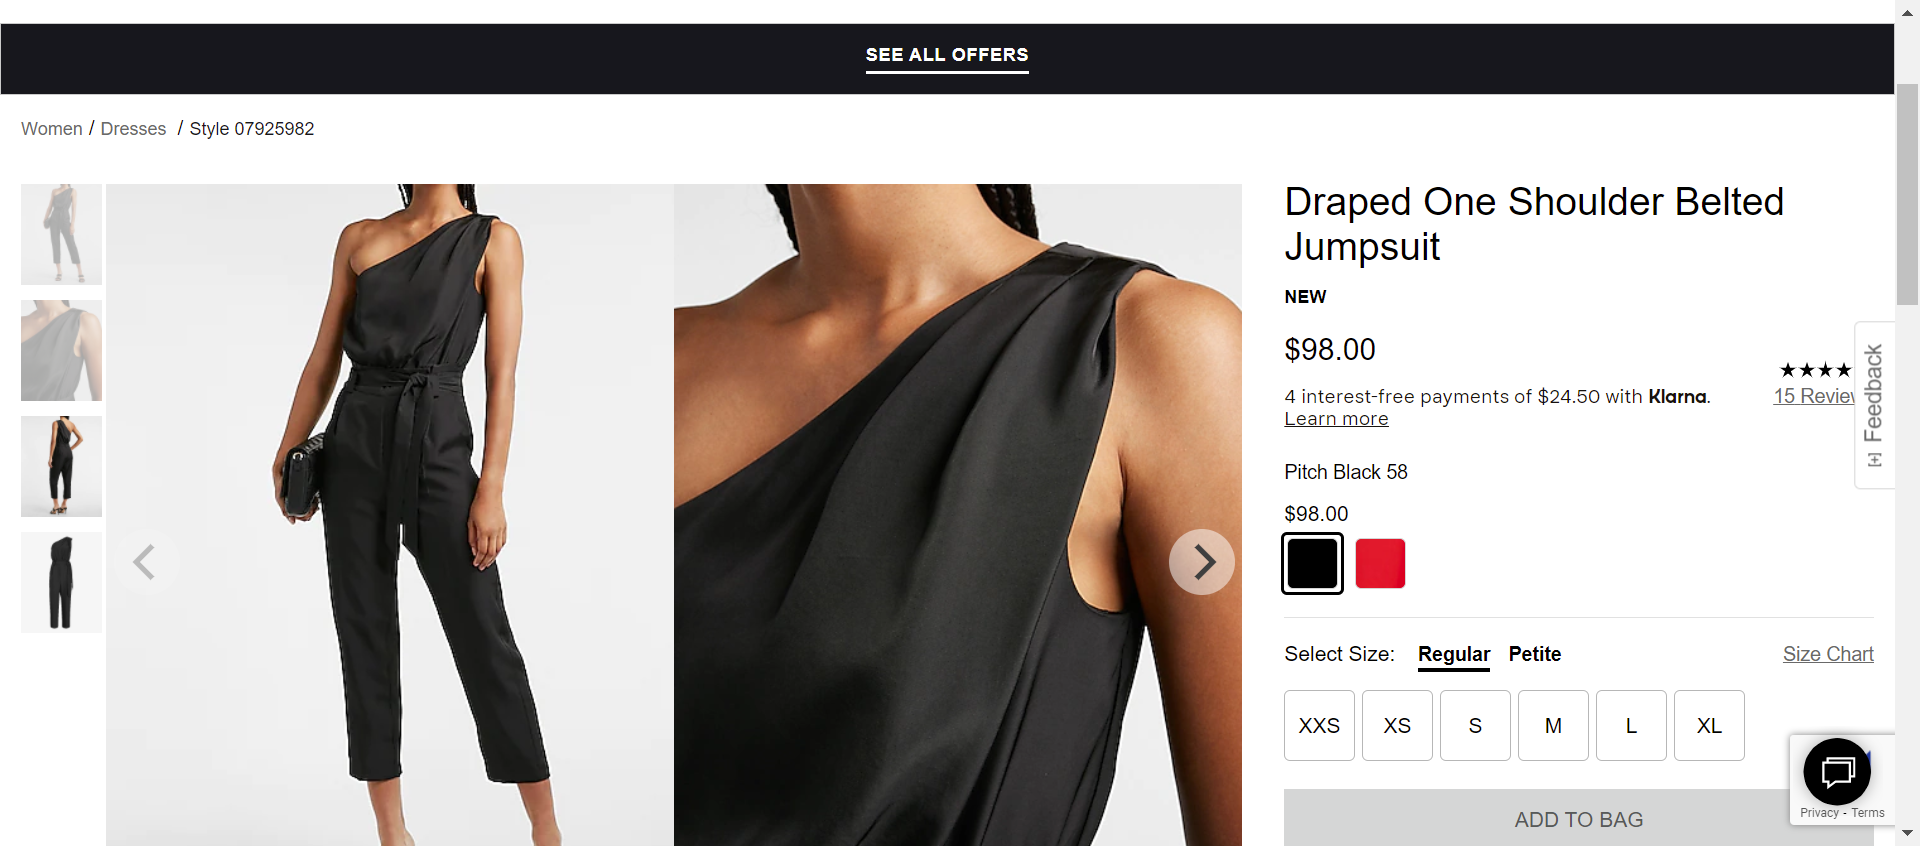 SEE ALL OFFERS
Women / Dresses / Style 07925982
Draped One Shoulder Belted
Jumpsuit
NEW
$98.00
4 interest-free payments of $24.50 with Klarna.
Learn more
★★★★
15
[+] Feedback
Pitch Black 58
$98.00
Select Size: Regular Petite Size Chart
XXS XS S M L XL
ADD TO BAG
Privacy - Terms